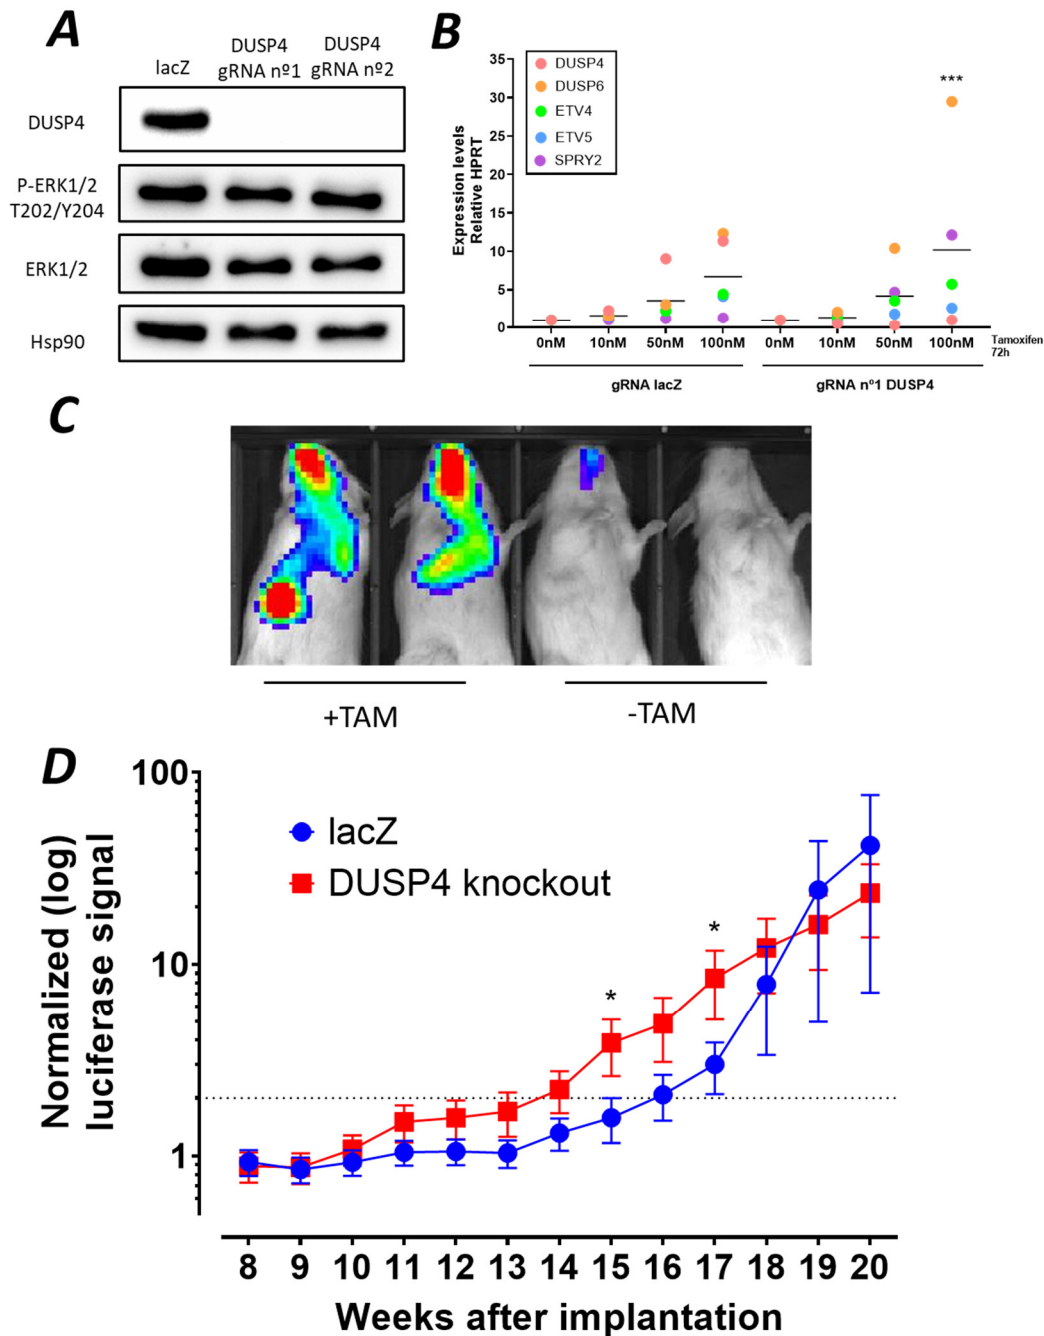 A
lacZ
DUSP4
gRNA nº1
DUSP4
gRNA nº2
DUSP4
P-ERK1/2
T202/Y204
ERK1/2
Hsp90
B
Expression levels
Relative HPRT
35
30
25
20
15
10
5
0
DUSP4
DUSP6
ETV4
ETV5
SPRY2
***
0nM 10nM 50nM 100nM 0nM 10nM 50nM 100nM
Tamoxifen
72h
gRNA lacZ
gRNA nº1 DUSP4
C
+TAM
-TAM
D
Normalized (log)
luciferase signal
100
10
1
lacZ
DUSP4 knockout
*
*
8 9 10 11 12 13 14 15 16 17 18 19 20
Weeks after implantation